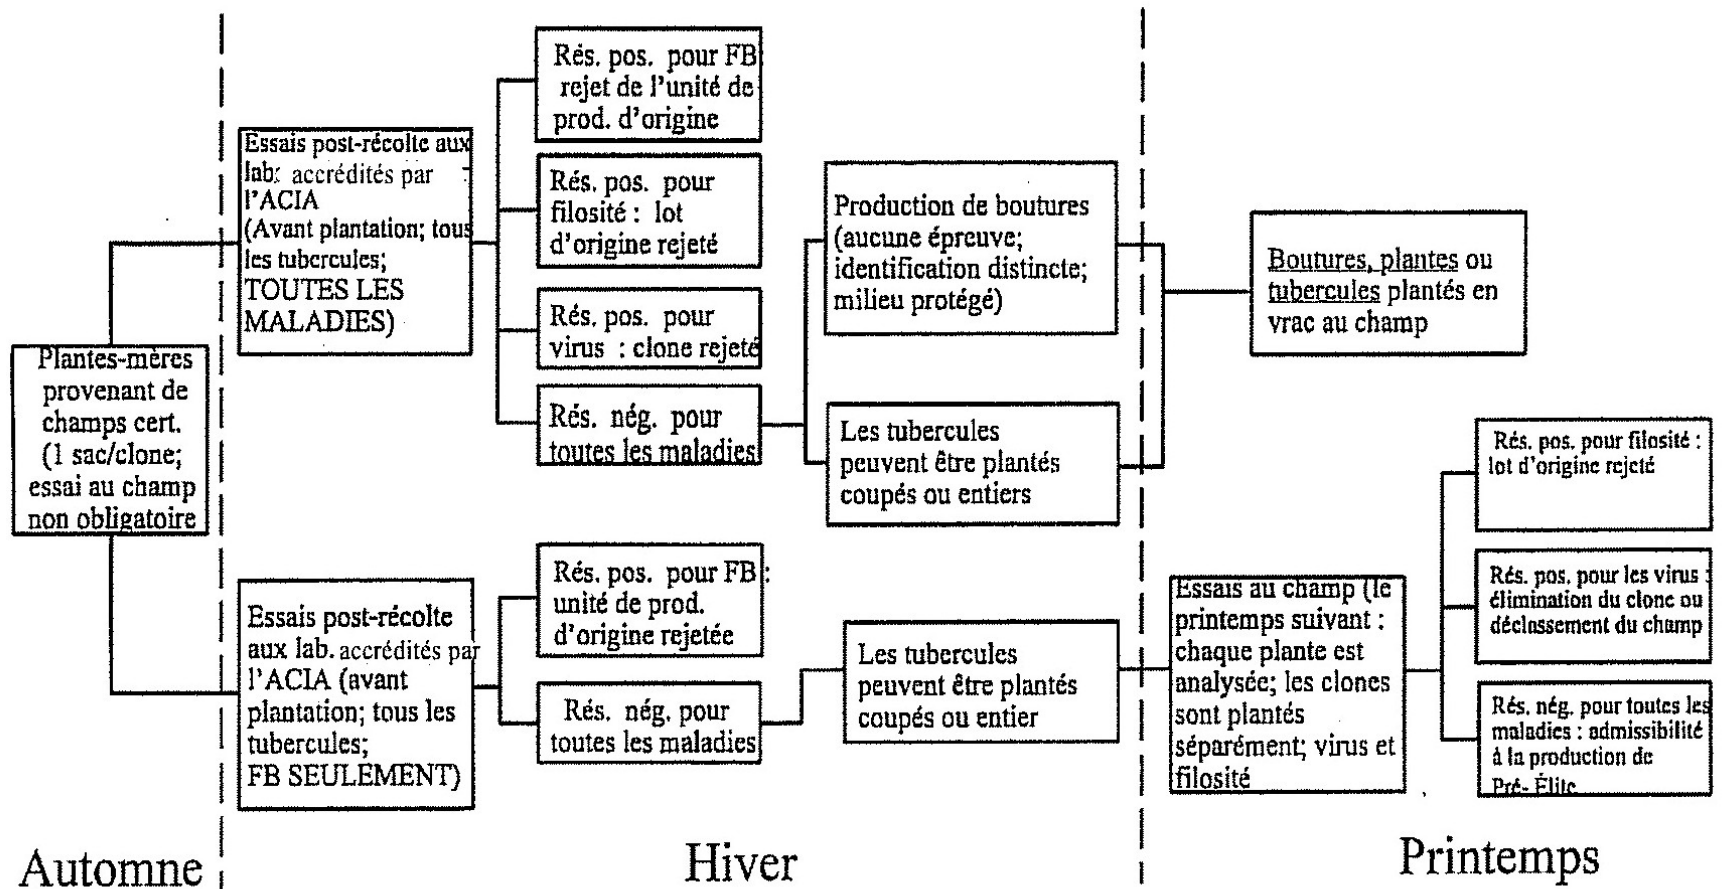 Plantes-mères
provenant de
champs cert.
(1 sac/clone;
essai au champ
non obligatoire
Essais post-récolte aux
lab: accrédités par
l'ACIA
(Avant plantation; tous
les tubercules;
TOUTES LES
MALADIES)
Rés. pos. pour FB
rejet de l'unité de
prod. d'origine
Rés. pos. pour
filosité : lot
d'origine rejeté
Rés. pos. pour
virus : clone rejeté
Rés. nég. pour
toutes les maladies
Production de boutures
(aucune épreuve;
identification distincte;
milieu protégé)
Les tubercules
peuvent être plantés
coupés ou entiers
Boutures, plantes ou
tubercules plantés en
vrac au champ
Essais post-récolte
aux lab. accrédités par
l'ACIA (avant
plantation; tous les
tubercules;
FB SEULEMENT)
Rés. pos. pour FB :
unité de prod.
d'origine rejetée
Rés. nég. pour
toutes les maladies
Les tubercules
peuvent être plantés
coupés ou entier
Essais au champ (le
printemps suivant :
chaque plante est
analysée; les clones
sont plantés
séparément; virus et
filosité
Rés. pos. pour filosité :
lot d'origine rejeté
Rés. pos. pour les virus :
élimination du clone ou
déclassement du champ
Rés. nég. pour toutes les
maladies : admissibilité
à la production de
Pré- Élite
Automne
Hiver
Printemps